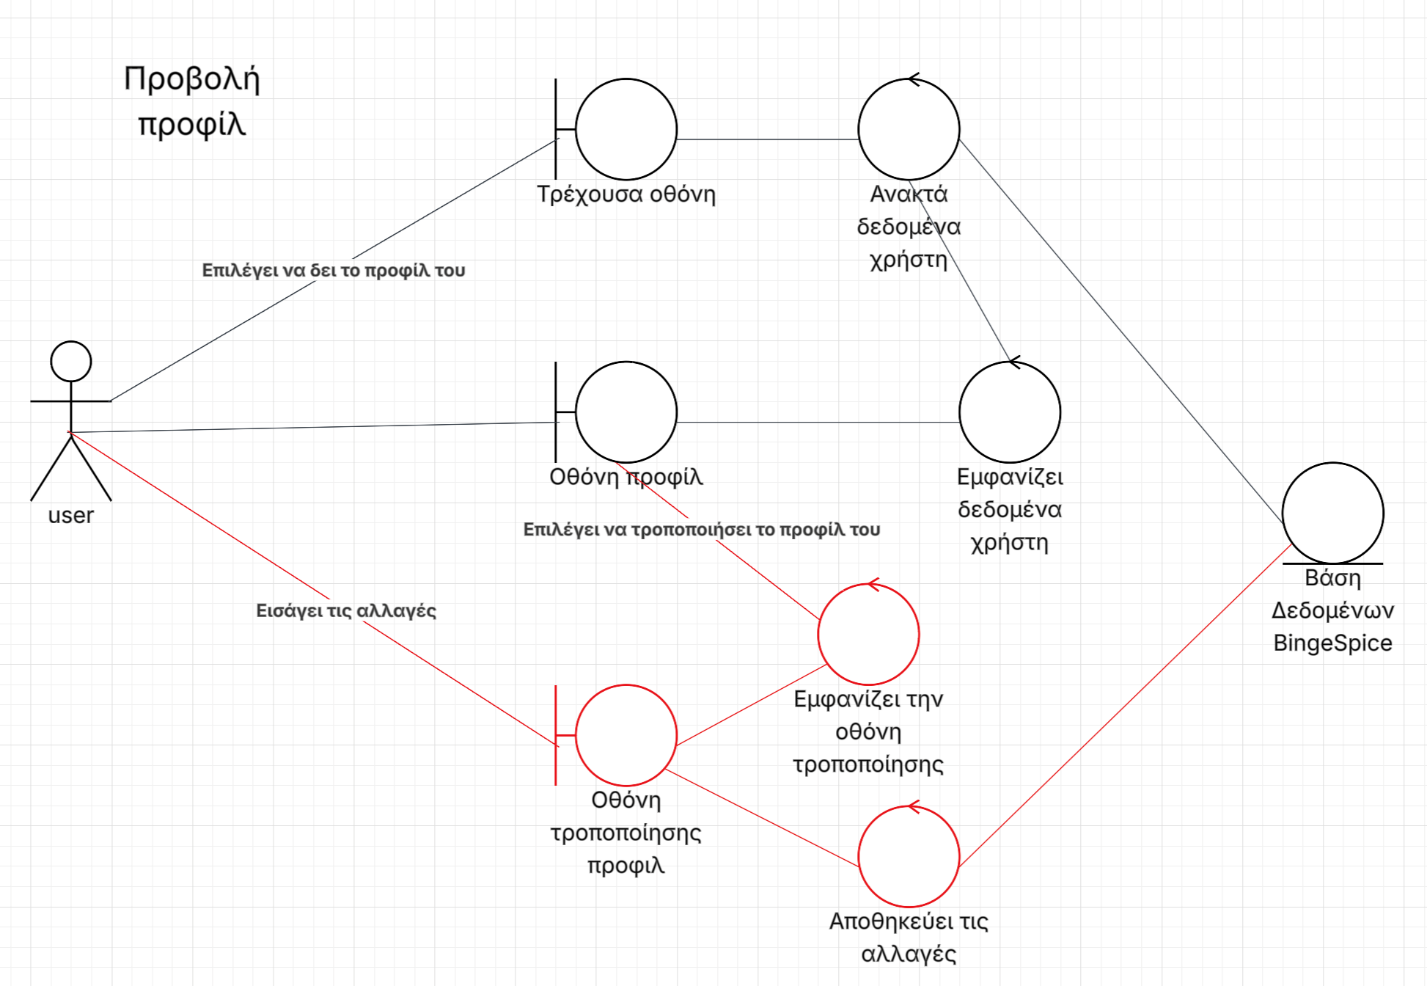 Προβολή
προφίλ
Τρέχουσα οθόνη
Ανακτά
δεδομένα
χρήστη
Επιλέγει να δει το προφίλ του
user
Οθόνη προφίλ
Εμφανίζει
δεδομένα
χρήστη
Επιλέγει να τροποποιήσει το προφίλ του
Βάση
Δεδομένων
BingeSpice
Εισάγει τις αλλαγές
Εμφανίζει την
οθόνη
τροποποίησης
Οθόνη
τροποποίησης
προφιλ
Αποθηκεύει τις
αλλαγές